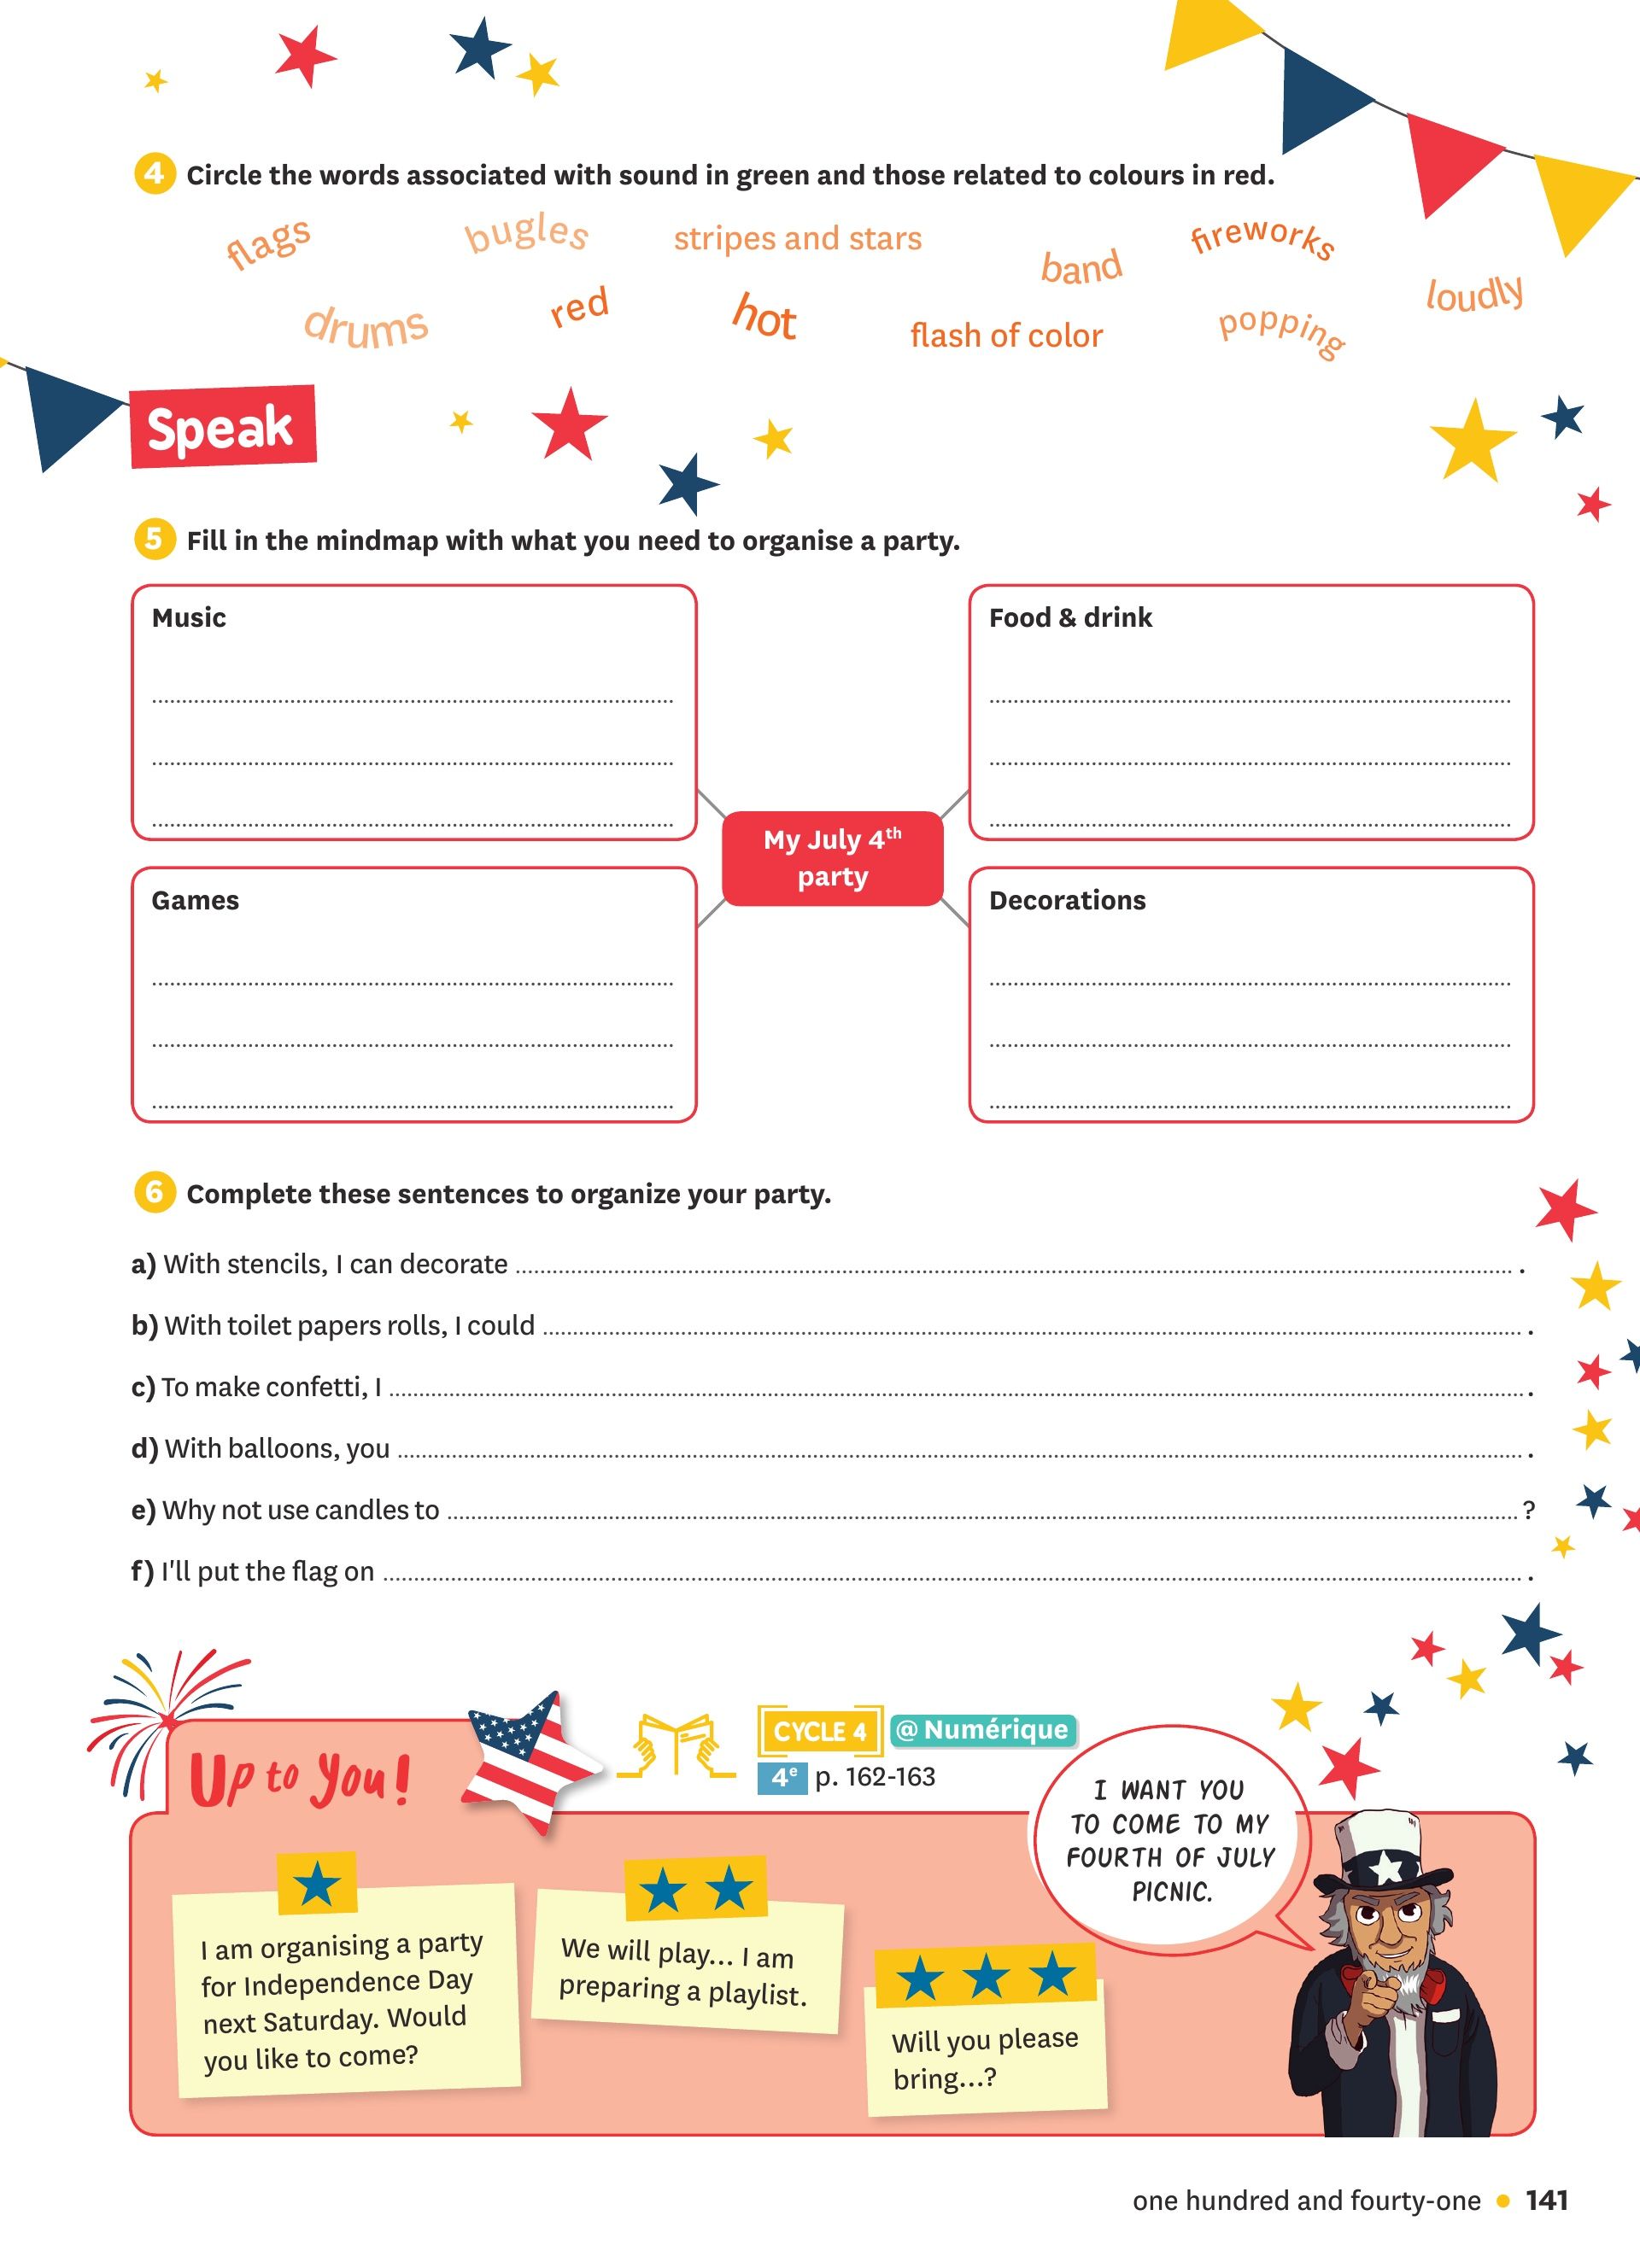 4 Circle the words associated with sound in green and those related to colours in red.
flags bugles stripes and stars band fireworks
drums red hot flash of color popping loudly
Speak
5 Fill in the mindmap with what you need to organise a party.
Music
Food & drink
My July 4th
party
Games
Decorations
6 Complete these sentences to organize your party.
a) With stencils, I can decorate .
b) With toilet papers rolls, I could .
c) To make confetti, I .
d) With balloons, you .
e) Why not use candles to ?
f) I'll put the flag on .
Up to You!
CYCLE 4 @ Numérique
4e p. 162-163
I WANT YOU
TO COME TO MY
FOURTH OF JULY
PICNIC.
I am organising a party
for Independence Day
next Saturday. Would
you like to come?
We will play... I am
preparing a playlist.
Will you please
bring...?
one hundred and fourty-one • 141